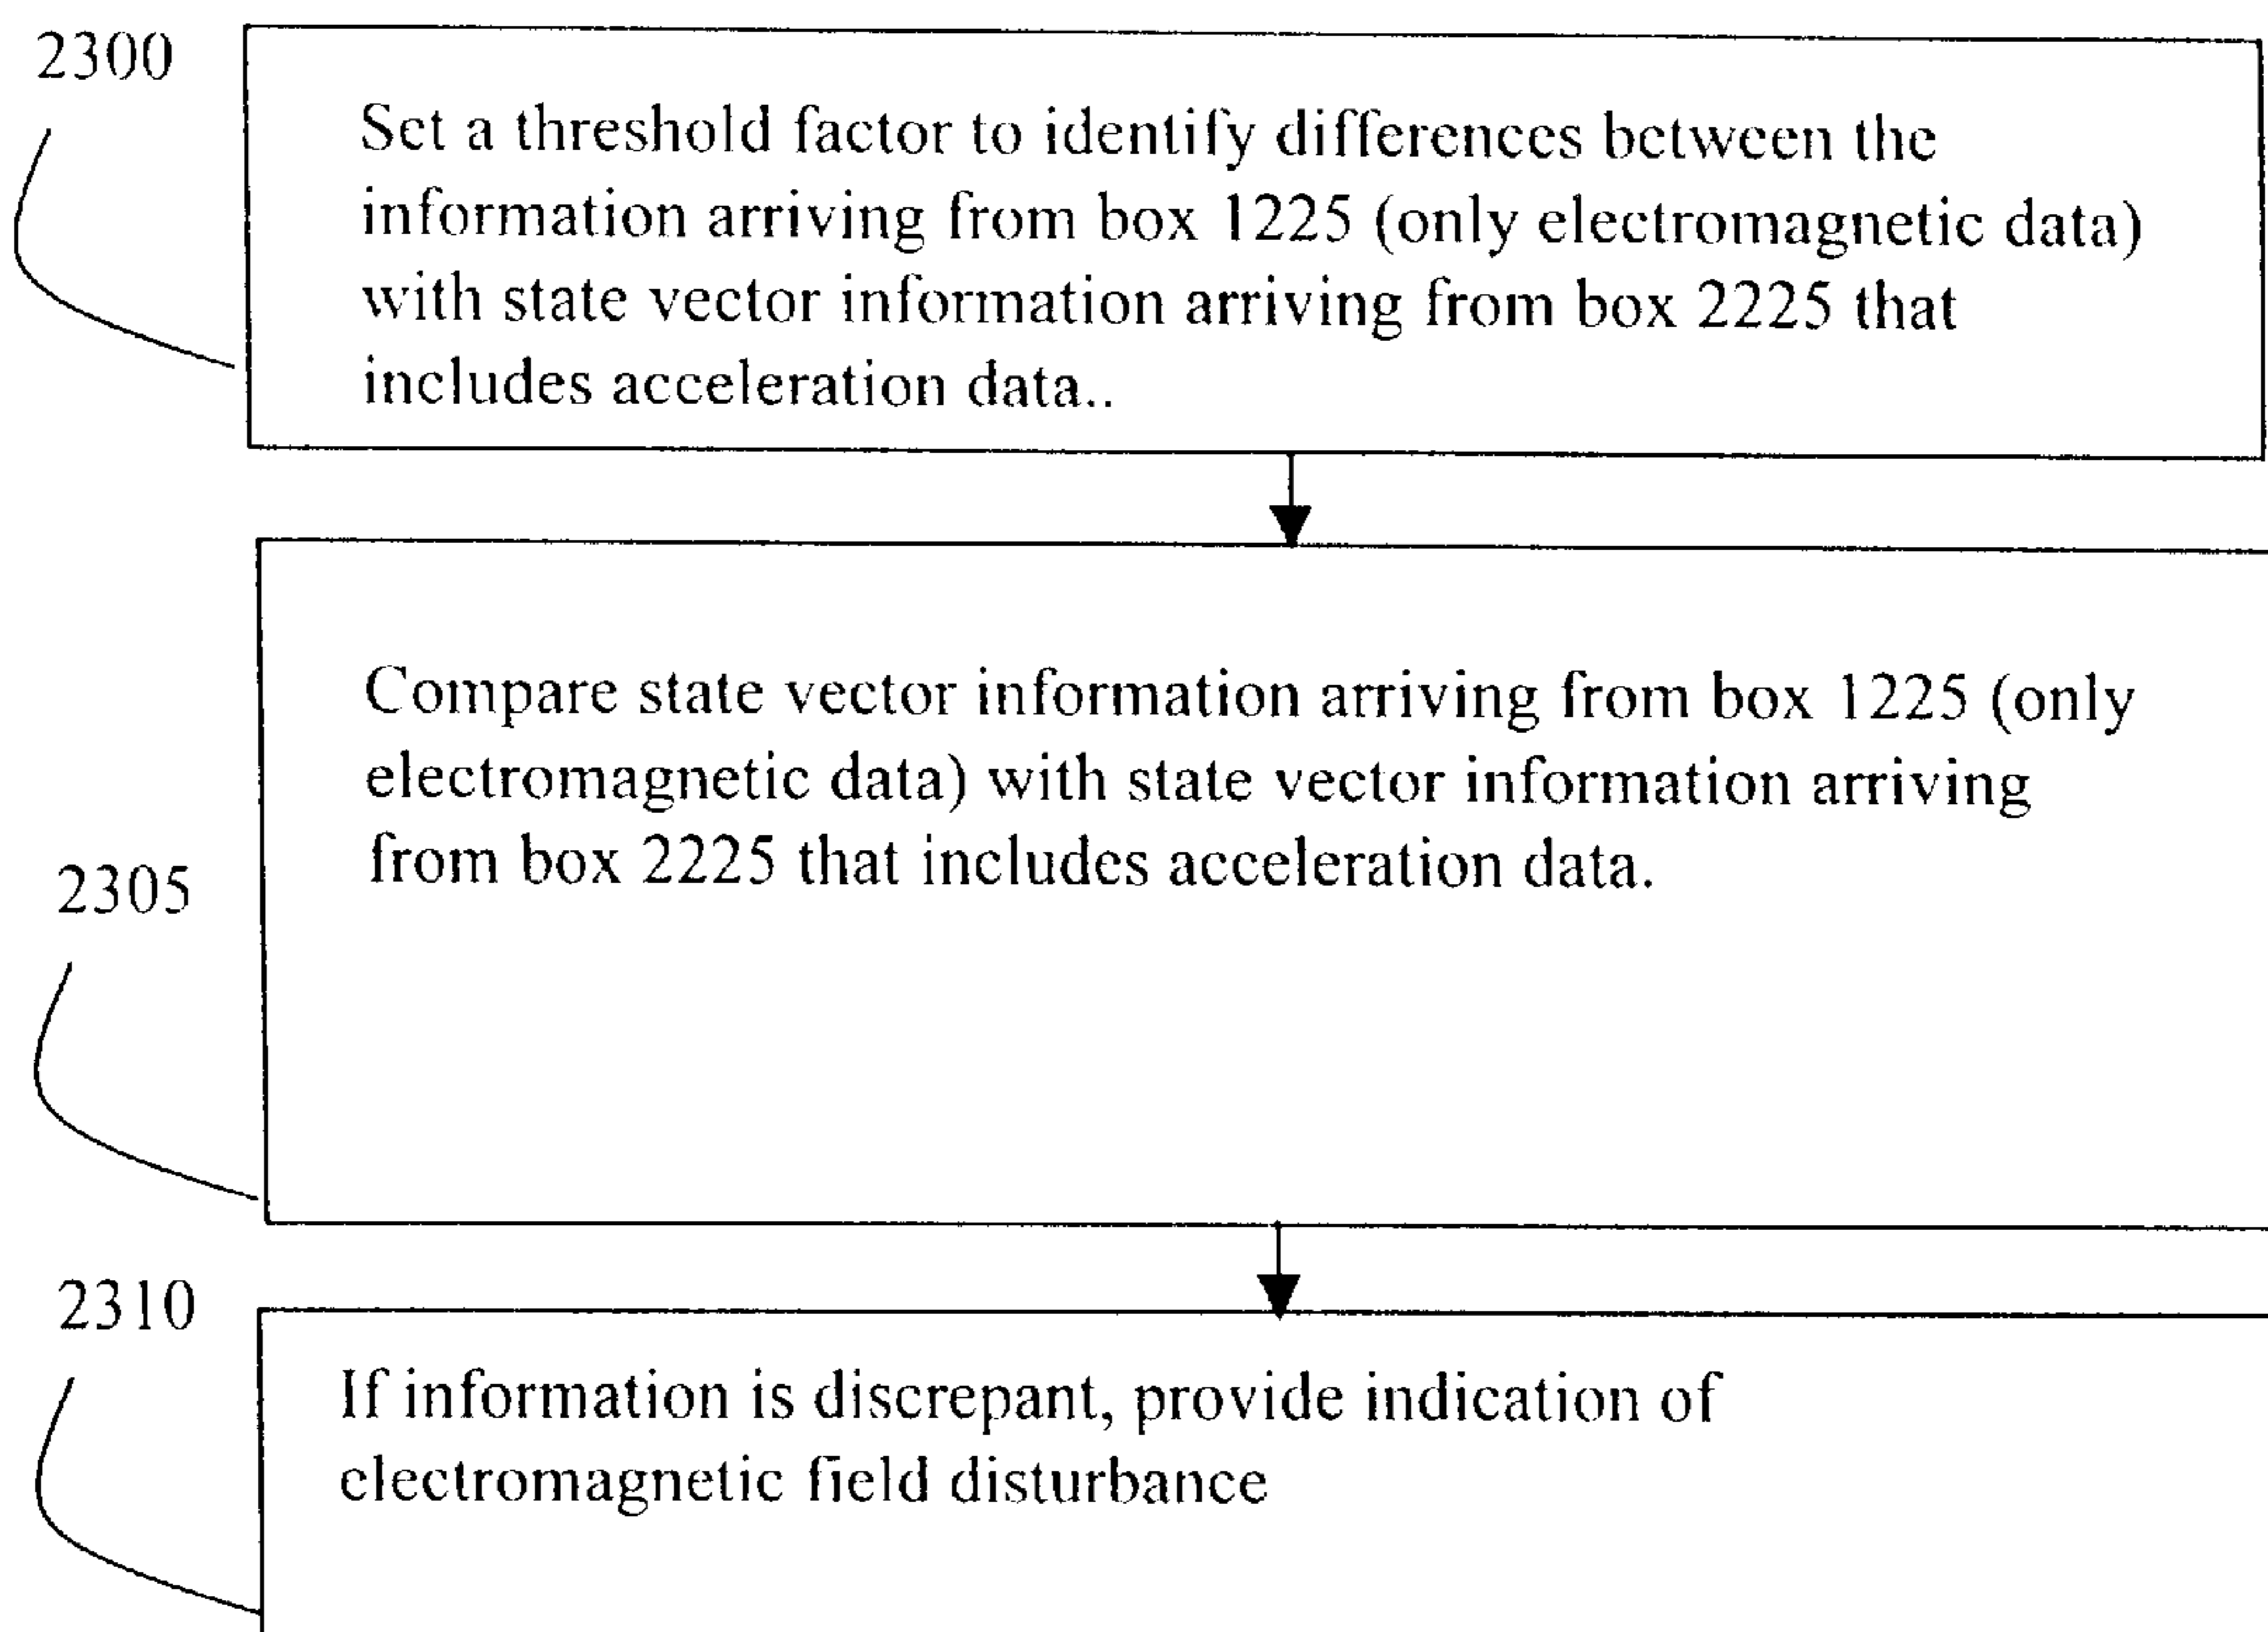 2300
Set a threshold factor to identify differences between the
information arriving from box 1225 (only electromagnetic data)
with state vector information arriving from box 2225 that
includes acceleration data..
Compare state vector information arriving from box 1225 (only
electromagnetic data) with state vector information arriving
from box 2225 that includes acceleration data.
2305
2310
If information is discrepant, provide indication of
electromagnetic field disturbance